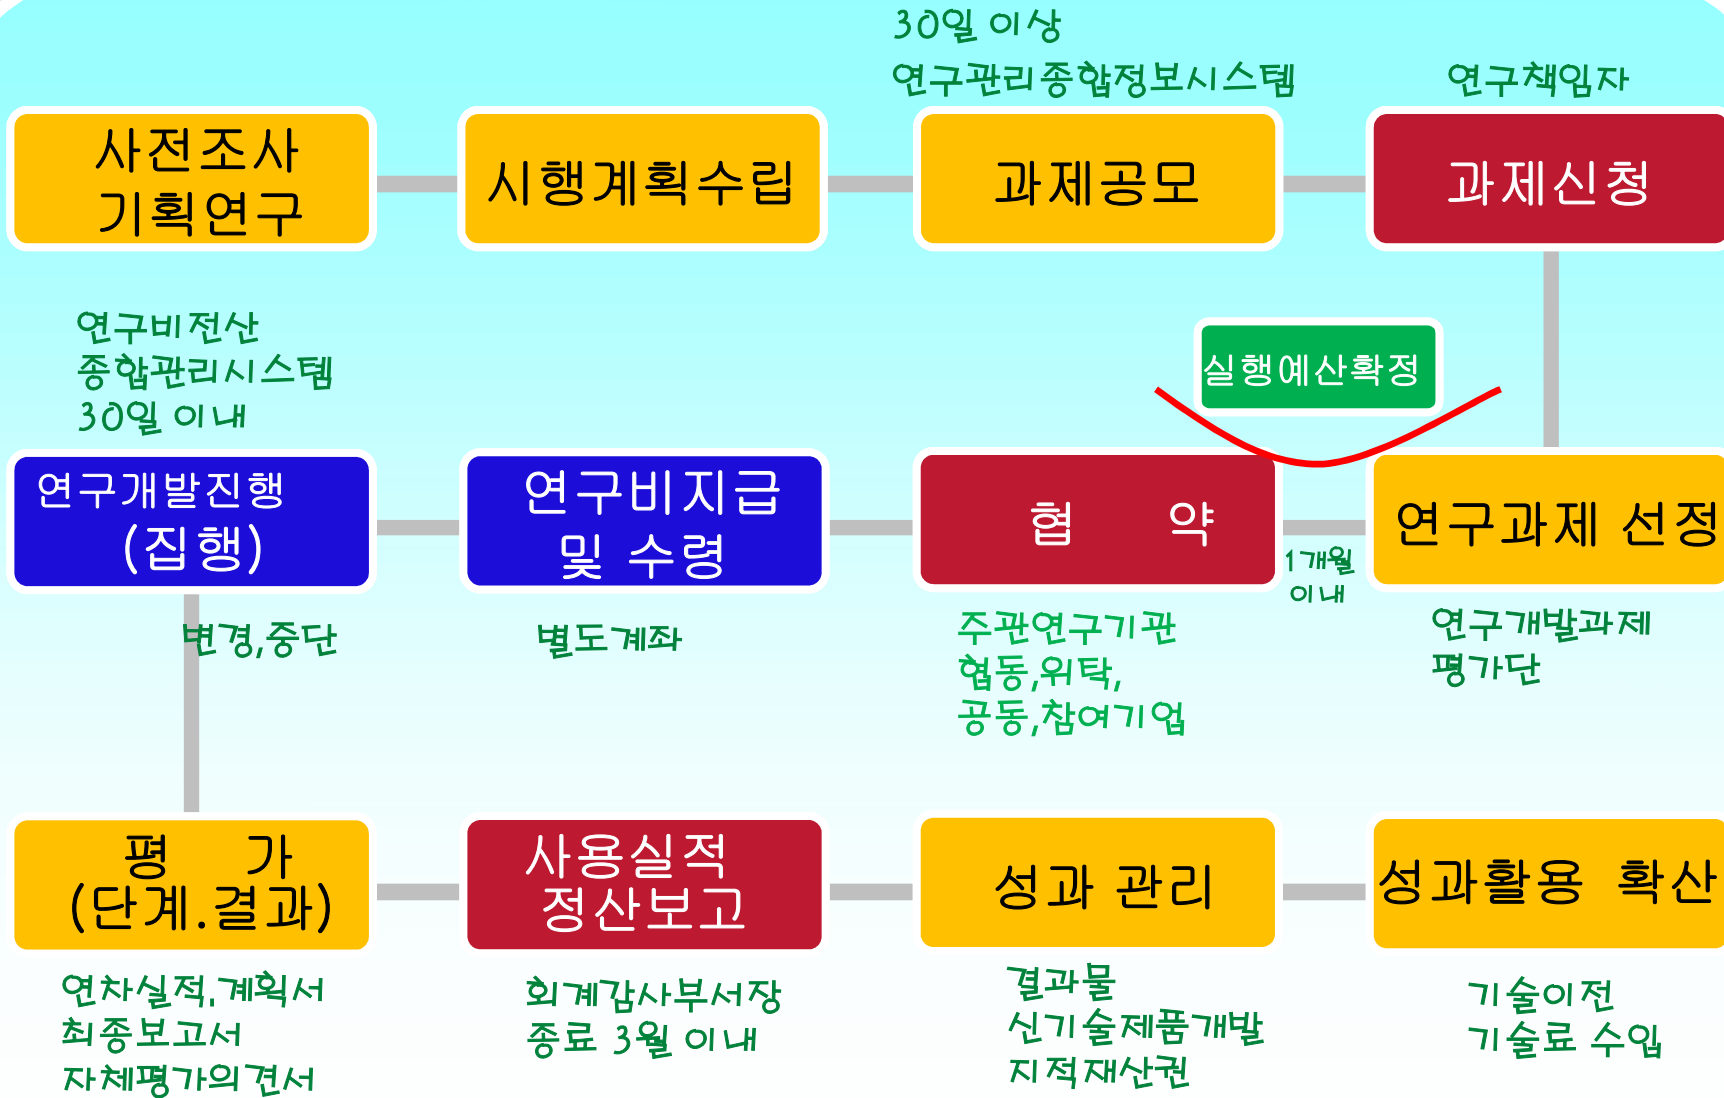 30일 이상
연구관리종합정보시스템
연구책임자
사전조사
기획연구
시행계획수립
과제공모
과제신청
연구비전산
종합관리시스템
30일 이내
실행예산확정
연구개발진행
(집행)
연구비지급
및 수령
협 약
1개월
이내
연구과제 선정
변경,중단
별도계좌
주관연구기관
협동,위탁,
공동,참여기업
연구개발과제
평가단
평 가
(단계.결과)
사용실적
정산보고
성과 관리
성과활용 확산
연차실적.계획서
최종보고서
자체평가의견서
회계감사부서장
종료 3월 이내
결과물
신기술제품개발
지적재산권
기술이전
기술료 수입